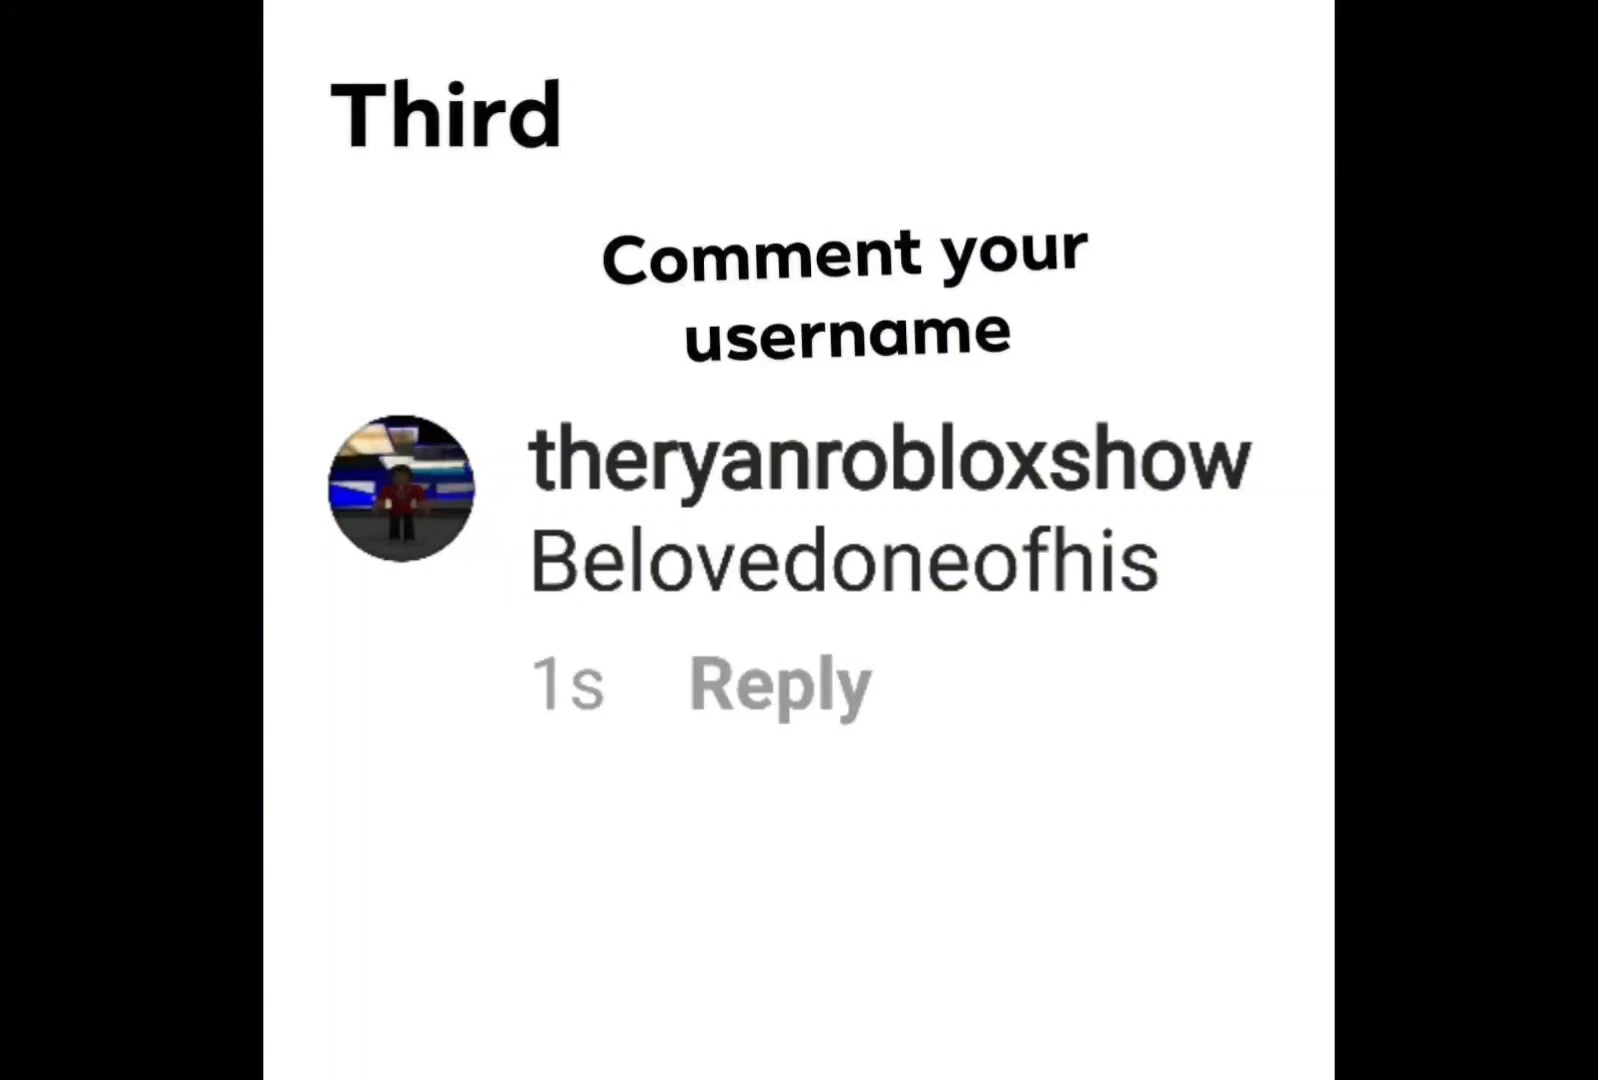 Third
Comment your
username
theryanrobloxshow
Belovedoneofhis
1s Reply